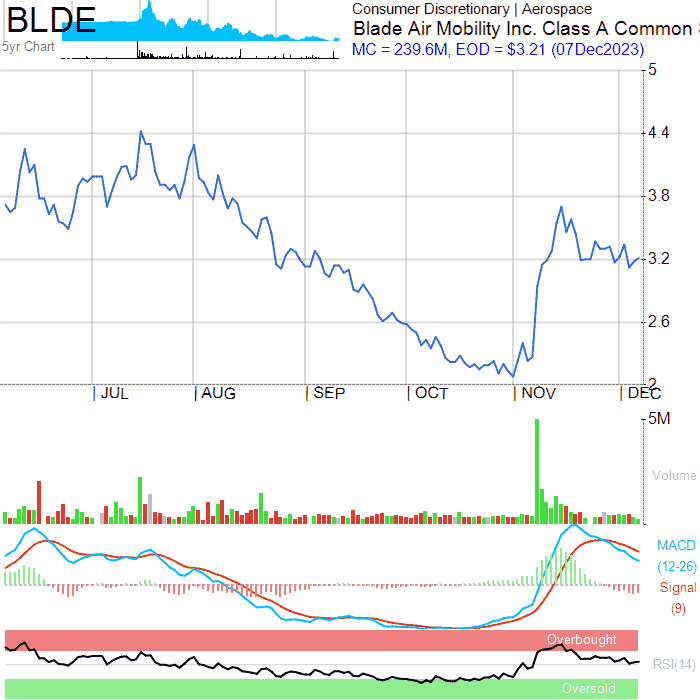 BLDE
5yr Chart
Consumer Discretionary | Aerospace
Blade Air Mobility Inc. Class A Common
MC = 239.6M, EOD = $3.21 (07Dec2023)
5
4.4
3.8
3.2
2.6
2
JUL AUG SEP OCT NOV DEC
5M
Volume
MACD
(12-26)
Signal
(9)
Overbought
RSI(14)
Oversold